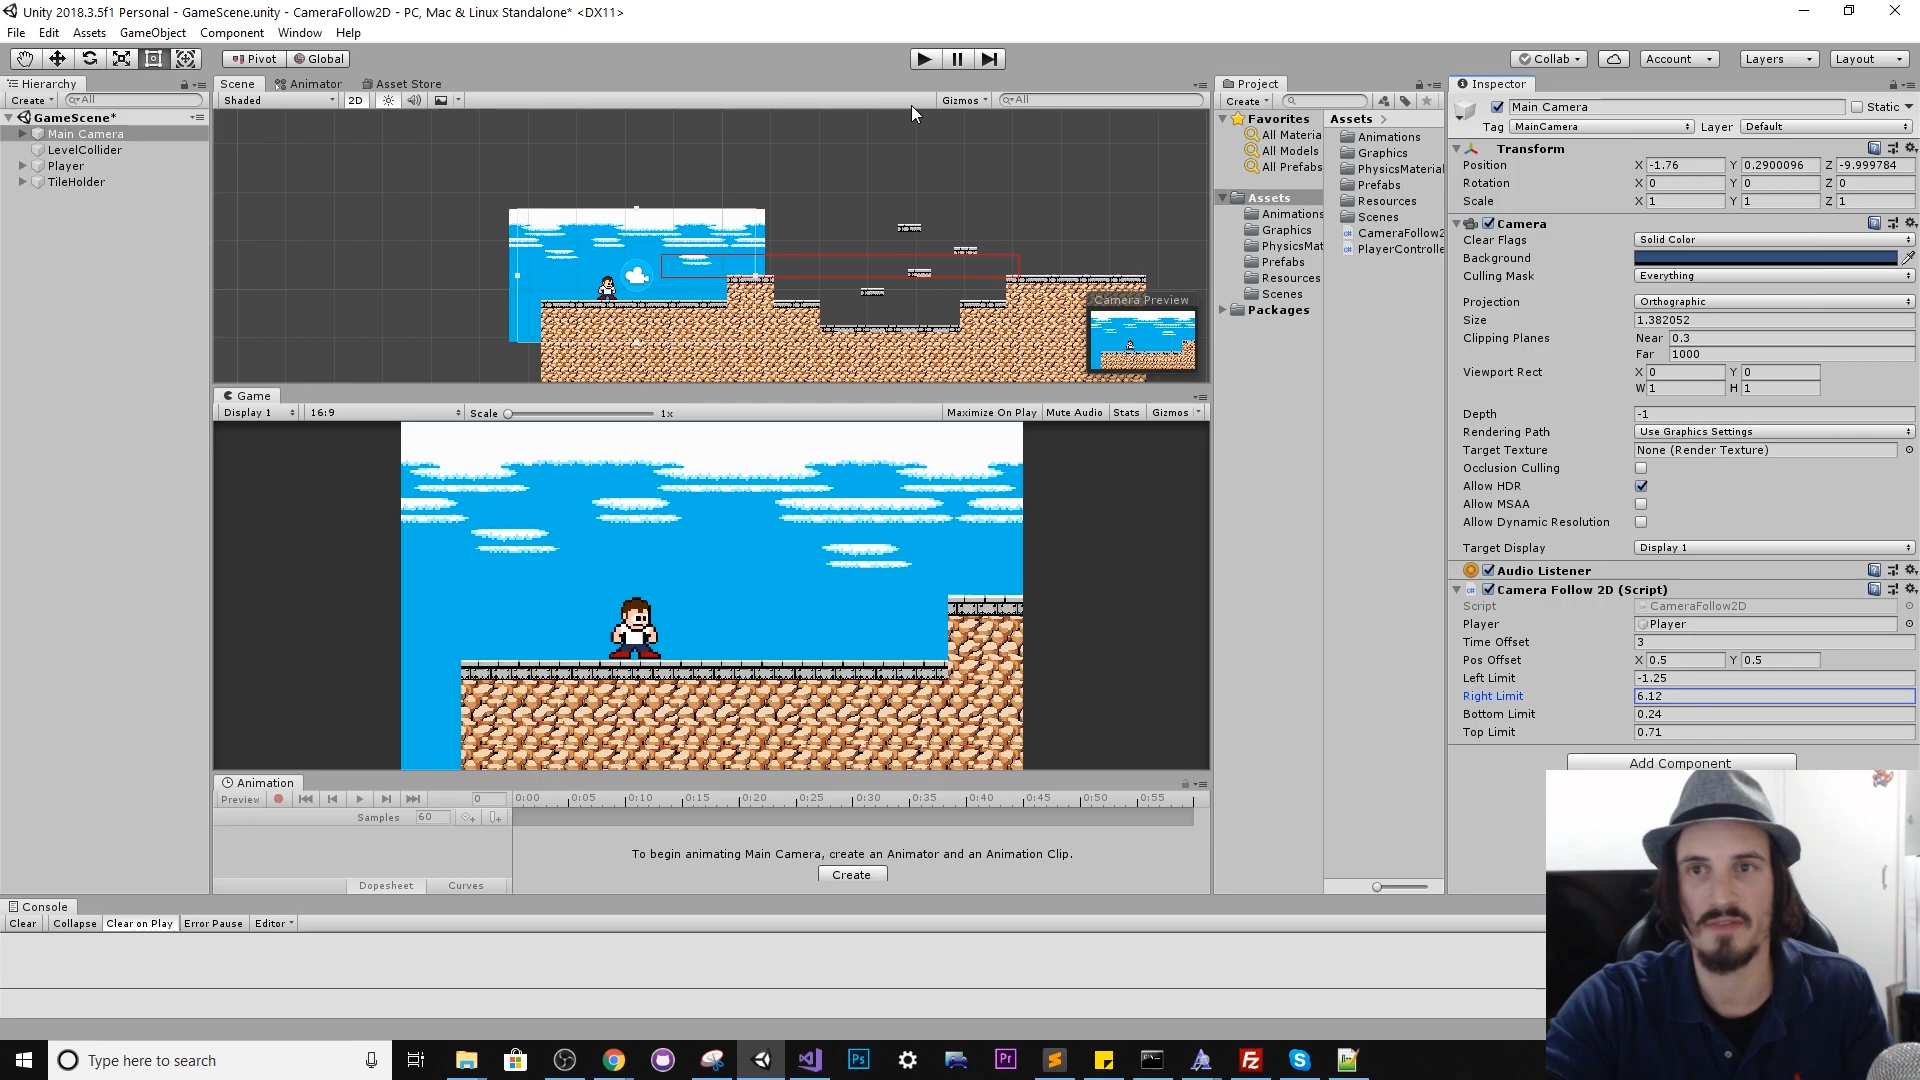 Unity 2018.3.5f1 Personal - GameScene.unity - CameraFollow2D - PC, Mac & Linux Standalone* <DX11>
File Edit Assets GameObject Component Window Help
Pivot Global Collab Account Layers Layout
Hierarchy
Create All
GameScene*
Main Camera
LevelCollider
Player
TileHolder
Scene Animator Asset Store
Shaded 2D Gizmos All
Camera Preview
Game
Display 1 16:9 Scale 1x Maximize On Play Mute Audio Stats Gizmos
Animation
Preview 0 0:00 0:05 0:10 0:15 0:20 0:25 0:30 0:35 0:40 0:45 0:50 0:55
Samples 60
To begin animating Main Camera, create an Animator and an Animation Clip.
Create
Dopesheet Curves
Project
Create
Favorites
All Materia
All Models
All Prefabs
Assets
Animations
Graphics
PhysicsMat
Prefabs
Resources
Scenes
Packages
Assets
Animations
Graphics
PhysicsMaterial
Prefabs
Resources
Scenes
CameraFollow2
PlayerControlle
Inspector
Main Camera Static
Tag MainCamera Layer Default
Transform
Position X -1.76 Y 0.2900096 Z -9.999784
Rotation X 0 Y 0 Z 0
Scale X 1 Y 1 Z 1
Camera
Clear Flags Solid Color
Background
Culling Mask Everything
Projection Orthographic
Size 1.382052
Clipping Planes Near 0.3
Far 1000
Viewport Rect X 0 Y 0
W 1 H 1
Depth -1
Rendering Path Use Graphics Settings
Target Texture None (Render Texture)
Occlusion Culling
Allow HDR
Allow MSAA
Allow Dynamic Resolution
Target Display Display 1
Audio Listener
Camera Follow 2D (Script)
Script CameraFollow2D
Player Player
Time Offset 3
Pos Offset X 0.5 Y 0.5
Left Limit -1.25
Right Limit 6.12
Bottom Limit 0.24
Top Limit 0.71
Add Component
Console
Clear Collapse Clear on Play Error Pause Editor
Type here to search
Ps
Pr
Fz
S